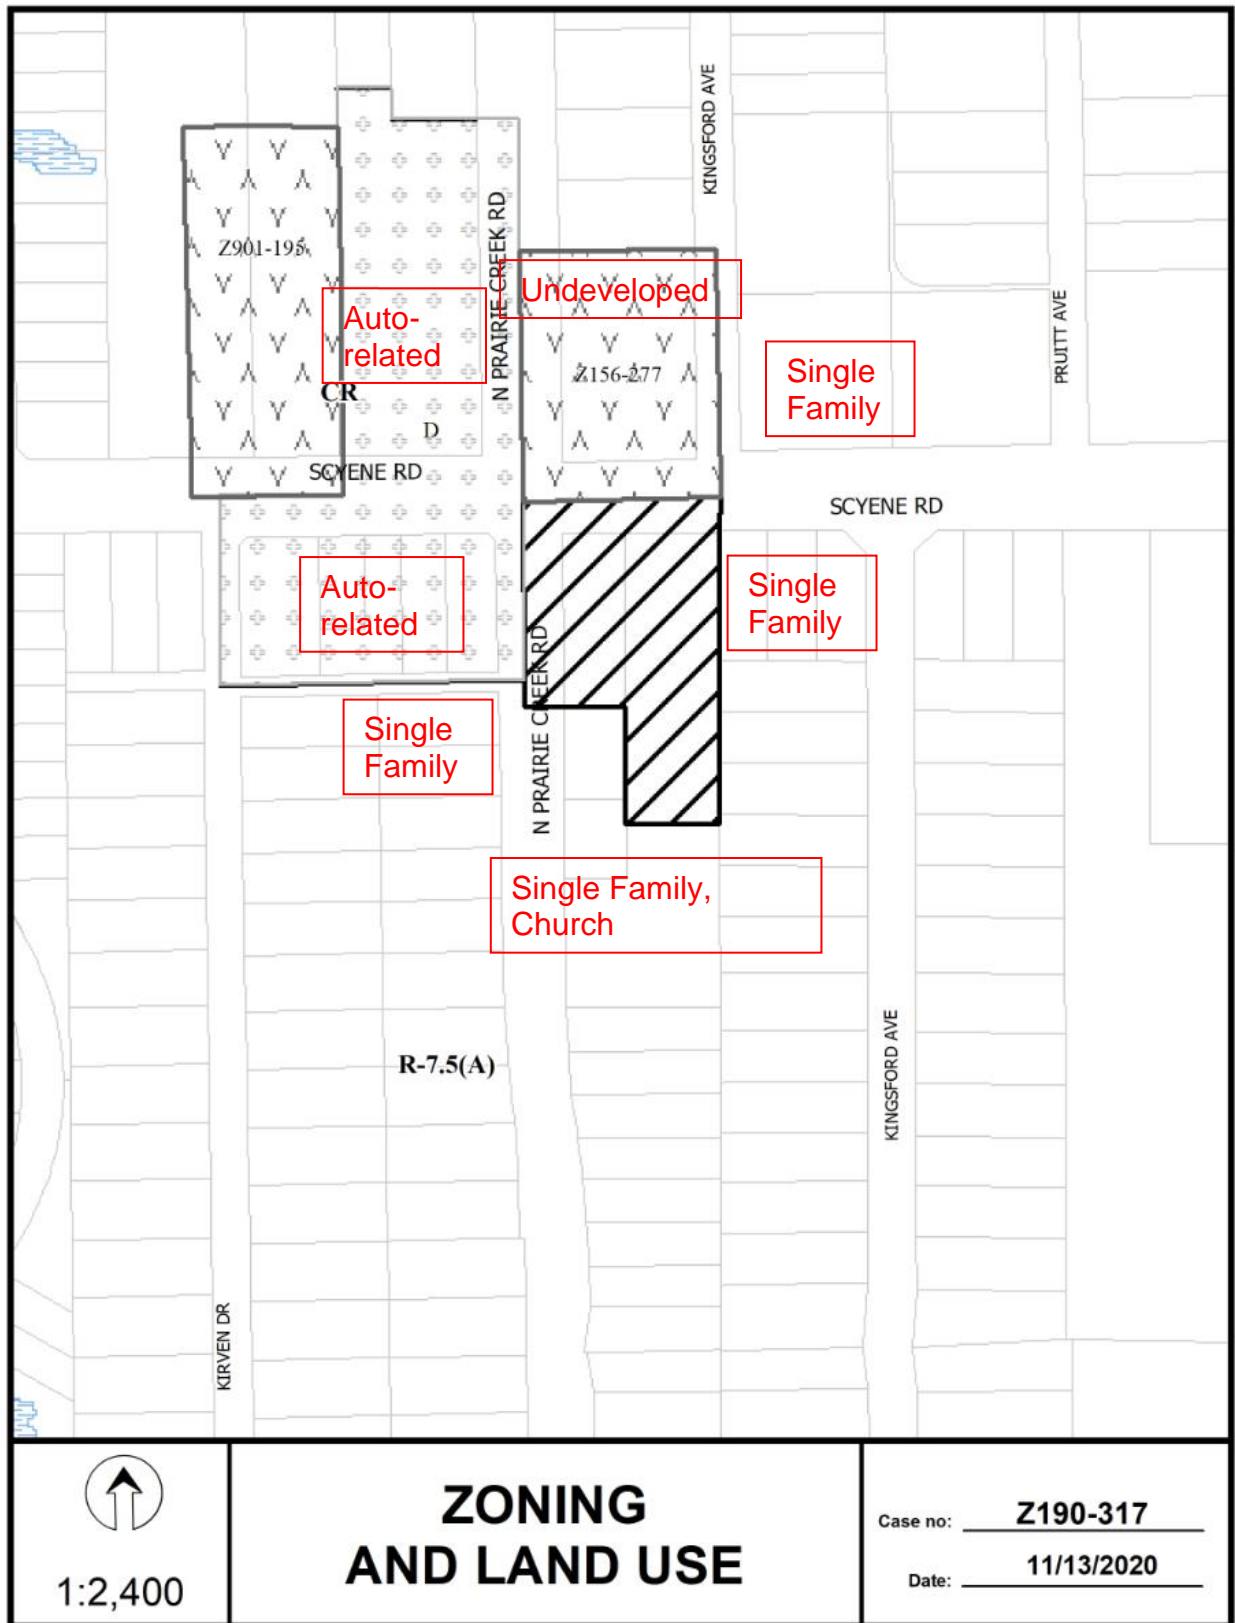 KINGSFORD AVE
N PRAIRIE CREEK RD
Z901-195
Undeveloped
Auto-
related
PRUITT AVE
Z156-277
Single
Family
CR
D
SCYENE RD
SCYENE RD
Auto-
related
Single
Family
N PRAIRIE CREEK RD
Single
Family
Single Family,
Church
R-7.5(A)
KINGSFORD AVE
KIRVEN DR
1:2,400
ZONING
AND LAND USE
Case no: Z190-317
Date: 11/13/2020